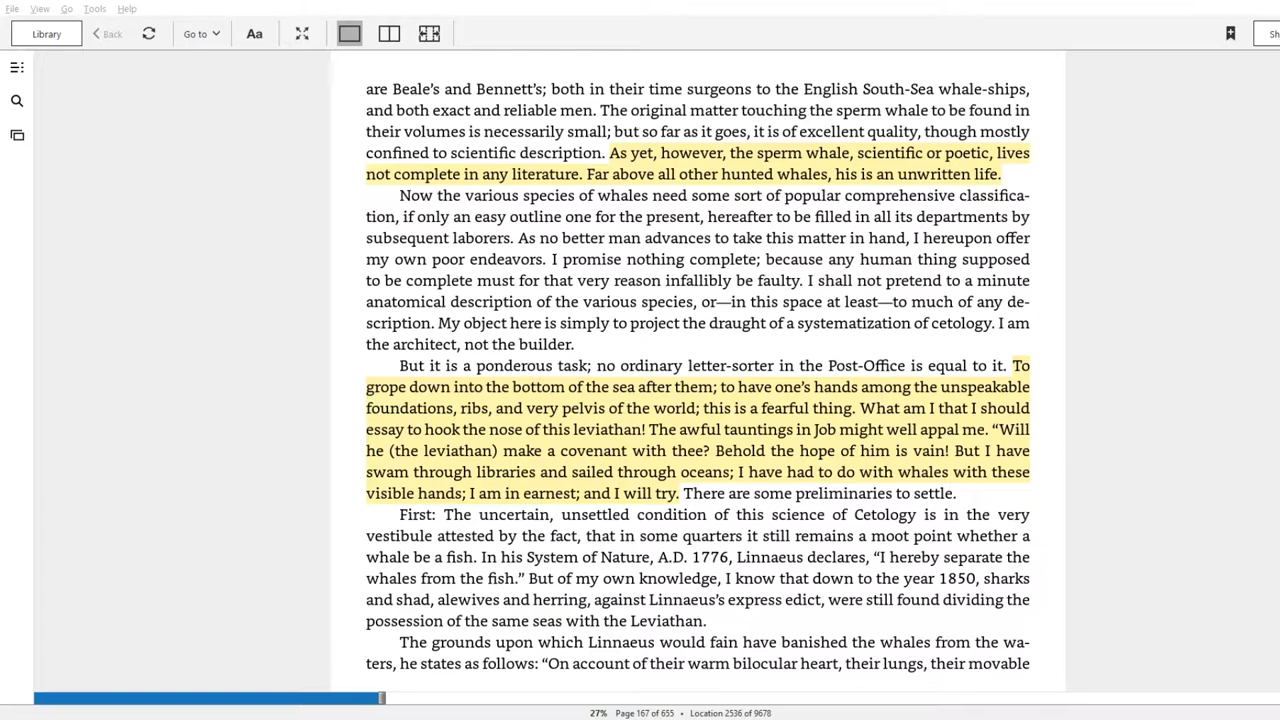 File View Go Tools Help
Library Back Go to Aa Sh
are Beale’s and Bennett’s; both in their time surgeons to the English South-Sea whale-ships,
and both exact and reliable men. The original matter touching the sperm whale to be found in
their volumes is necessarily small; but so far as it goes, it is of excellent quality, though mostly
confined to scientific description. As yet, however, the sperm whale, scientific or poetic, lives
not complete in any literature. Far above all other hunted whales, his is an unwritten life.
Now the various species of whales need some sort of popular comprehensive classifica-
tion, if only an easy outline one for the present, hereafter to be filled in all its departments by
subsequent laborers. As no better man advances to take this matter in hand, I hereupon offer
my own poor endeavors. I promise nothing complete; because any human thing supposed
to be complete must for that very reason infallibly be faulty. I shall not pretend to a minute
anatomical description of the various species, or—in this space at least—to much of any de-
scription. My object here is simply to project the draught of a systematization of cetology. I am
the architect, not the builder.
But it is a ponderous task; no ordinary letter-sorter in the Post-Office is equal to it. To
grope down into the bottom of the sea after them; to have one’s hands among the unspeakable
foundations, ribs, and very pelvis of the world; this is a fearful thing. What am I that I should
essay to hook the nose of this leviathan! The awful tauntings in Job might well appal me. “Will
he (the leviathan) make a covenant with thee? Behold the hope of him is vain! But I have
swam through libraries and sailed through oceans; I have had to do with whales with these
visible hands; I am in earnest; and I will try. There are some preliminaries to settle.
First: The uncertain, unsettled condition of this science of Cetology is in the very
vestibule attested by the fact, that in some quarters it still remains a moot point whether a
whale be a fish. In his System of Nature, A.D. 1776, Linnaeus declares, “I hereby separate the
whales from the fish.” But of my own knowledge, I know that down to the year 1850, sharks
and shad, alewives and herring, against Linnaeus’s express edict, were still found dividing the
possession of the same seas with the Leviathan.
The grounds upon which Linnaeus would fain have banished the whales from the wa-
ters, he states as follows: “On account of their warm bilocular heart, their lungs, their movable
27% Page 167 of 655 • Location 2536 of 9678